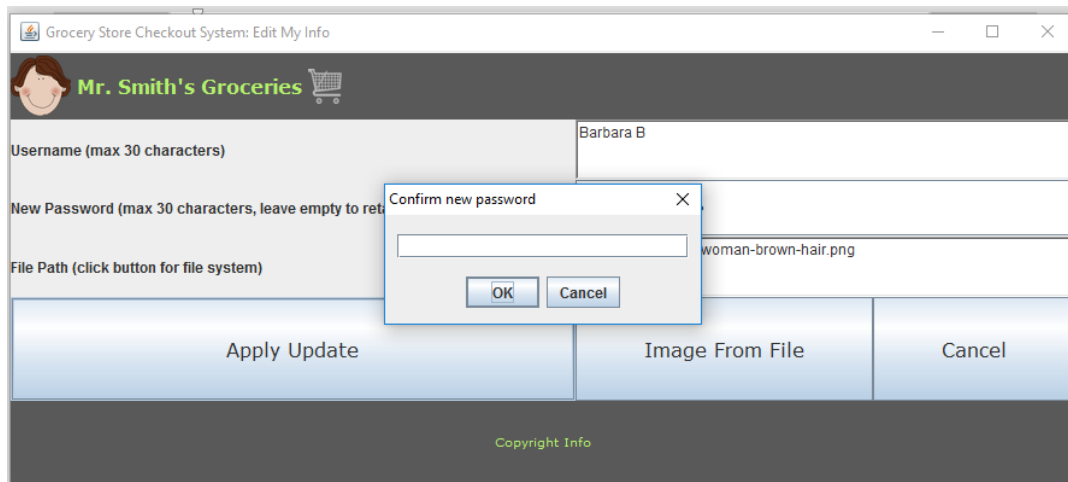 Grocery Store Checkout System: Edit My Info
Mr. Smith's Groceries
Username (max 30 characters)
Barbara B
New Password (max 30 characters, leave empty to reta
Confirm new password
File Path (click button for file system)
woman-brown-hair.png
OK
Cancel
Apply Update
Image From File
Cancel
Copyright Info